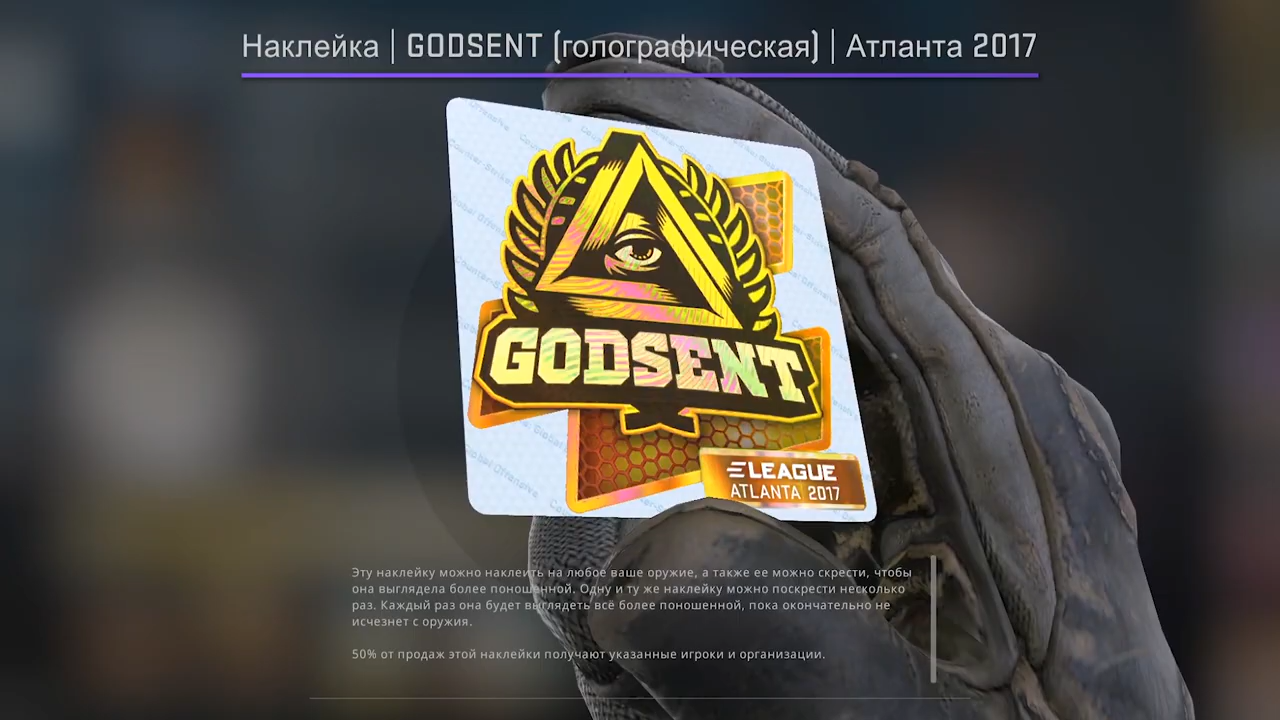 Наклейка | GODSENT (голографическая) | Атланта 2017
GODSENT
ELEAGUE
ATLANTA 2017
Эту наклейку можно наклеить на любое ваше оружие, а также ее можно скрести, чтобы
она выглядела более поношенной. Одну и ту же наклейку можно поскрести несколько
раз. Каждый раз она будет выглядеть всё более поношенной, пока окончательно не
исчезнет с оружия.
50% от продаж этой наклейки получают указанные игроки и организации.